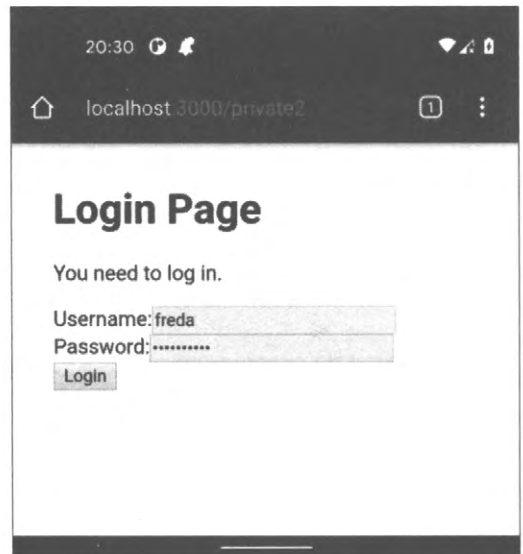 20:30
localhost:3000/private2
1
Login Page
You need to log in.
Username: freda
Password: ••••••••••
Login